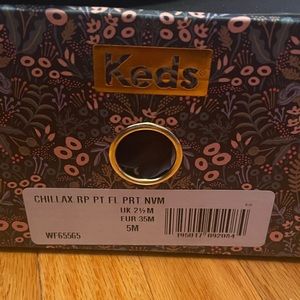 Keds
CHILLAX RP PT FL PRT NVM
UK 2½M
EUR 35M
5M
WF65565